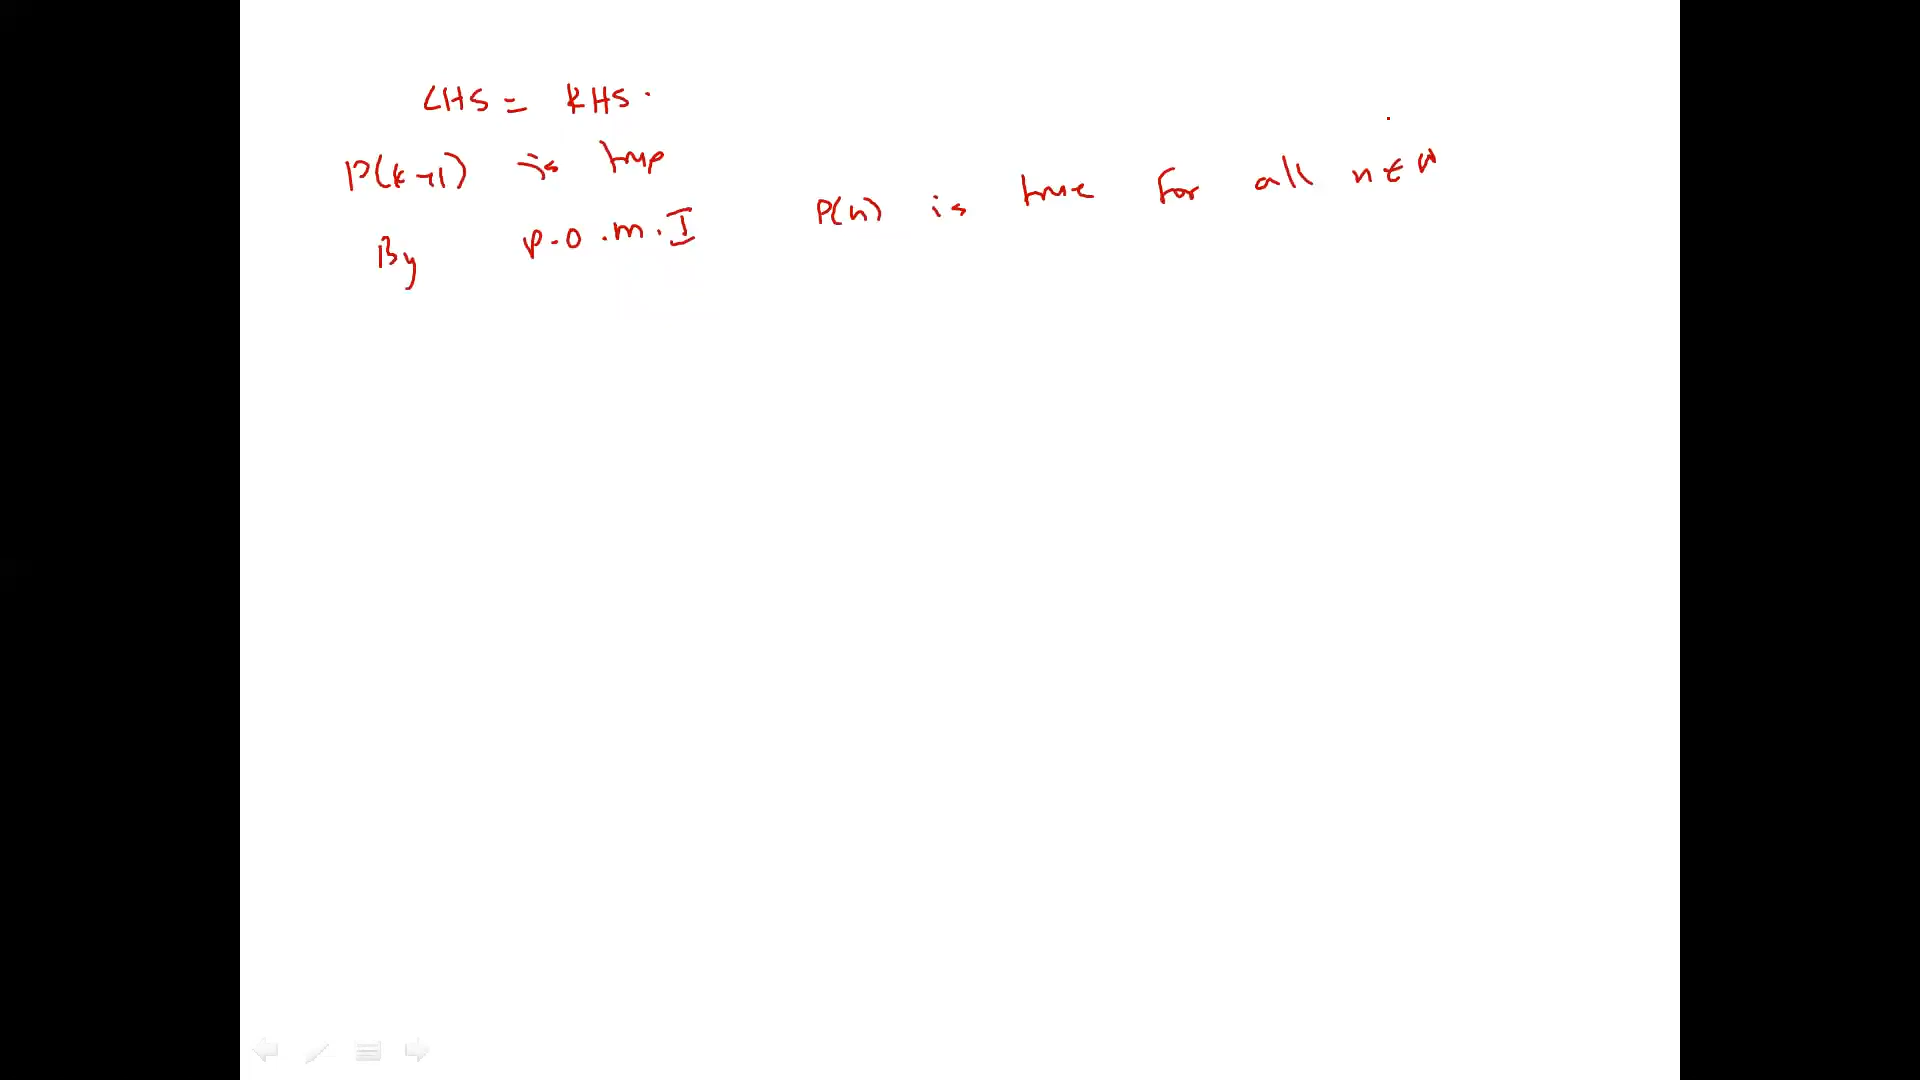 LHS = RHS.
P(k+1) is true
By P.O.M.I P(n) is true for all n ∈ N